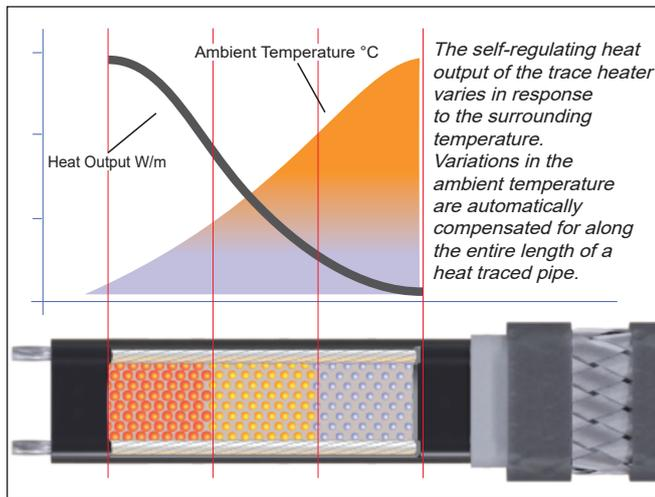 Ambient Temperature °C
Heat Output W/m
The self-regulating heat
output of the trace heater
varies in response
to the surrounding
temperature.
Variations in the
ambient temperature
are automatically
compensated for along
the entire length of a
heat traced pipe.